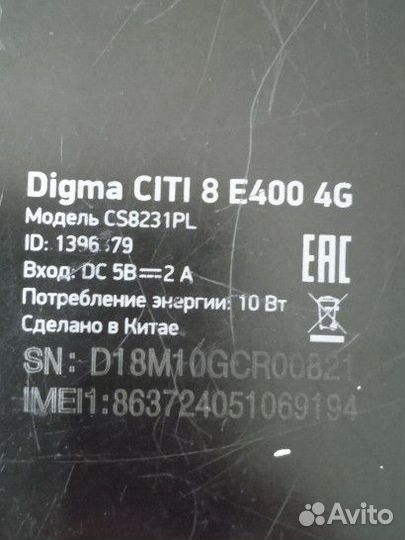 Digma CITI 8 E400 4G
Модель CS8231PL
Вход: DC 5В⎓2 А
Потребление энергии: 10 Вт
Сделано в Китае
EAC
SN: D18M10GCR00821
IMEI1:863724051069194
Avito